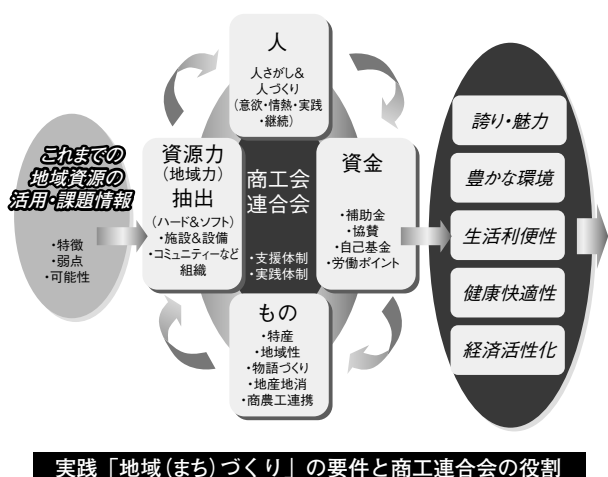 人
人さがし&
人づくり
(意欲・情熱・実践
・継続)
これまでの
地域資源の
活用・課題情報
・特徴
・弱点
・可能性
資源力
(地域力)
抽出
(ハード&ソフト)
・施設&設備
・コミュニティーなど
組織
商工会
連合会
・支援体制
・実践体制
資金
・補助金
・協賛
・自己基金
・労働ポイント
もの
・特産
・地域性
・物語づくり
・地産地消
・商農工連携
誇り・魅力
豊かな環境
生活利便性
健康快適性
経済活性化
実践「地域(まち)づくり」の要件と商工連合会の役割